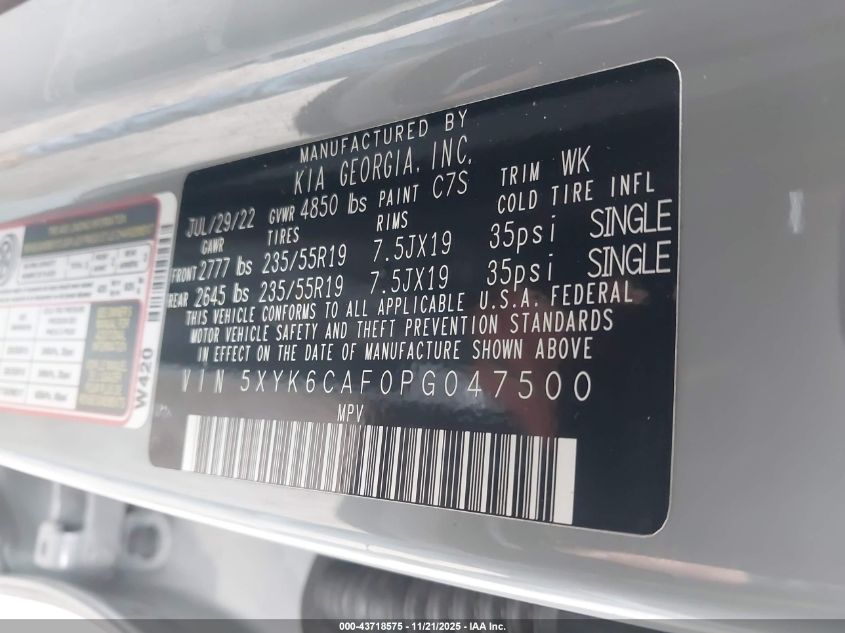 MANUFACTURED BY
KIA GEORGIA, INC.
JUL/29/22 GVWR 4850 lbs PAINT C7S TRIM WK
GAWR TIRES RIMS COLD TIRE INFL
FRONT 2777 lbs 235/55R19 7.5JX19 35psi SINGLE
REAR 2645 lbs 235/55R19 7.5JX19 35psi SINGLE
THIS VEHICLE CONFORMS TO ALL APPLICABLE U.S.A. FEDERAL
MOTOR VEHICLE SAFETY AND THEFT PREVENTION STANDARDS
IN EFFECT ON THE DATE OF MANUFACTURE SHOWN ABOVE
VIN 5XYK6CAF0PG047500
MPV
W420
000-43718575 - 11/21/2025 - IAA Inc.